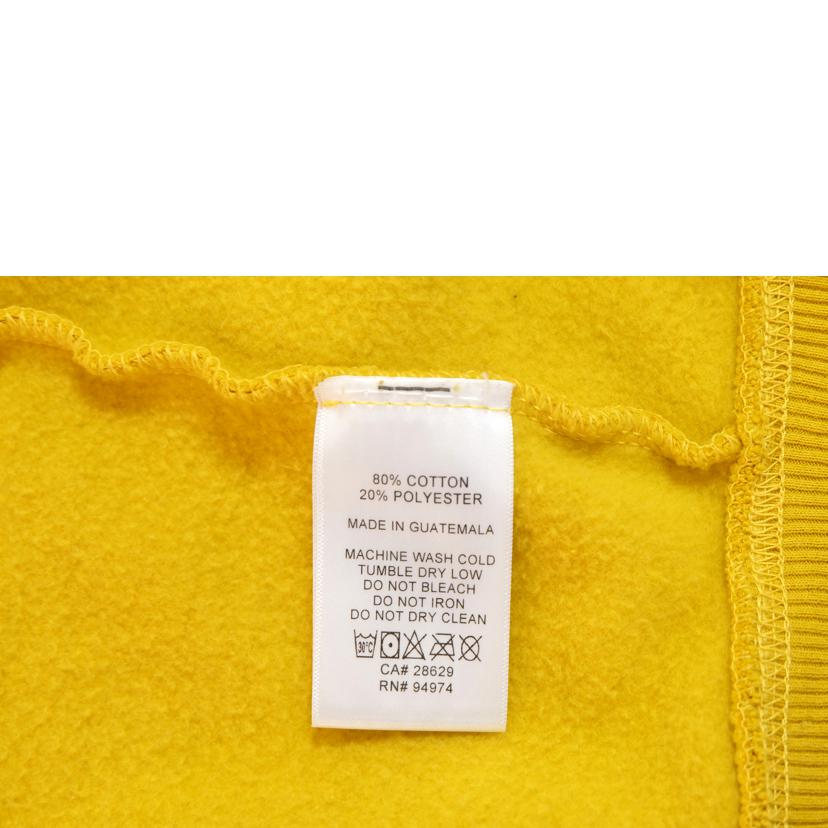 80% COTTON
20% POLYESTER
MADE IN GUATEMALA
MACHINE WASH COLD
TUMBLE DRY LOW
DO NOT BLEACH
DO NOT IRON
DO NOT DRY CLEAN
30°C
CA# 28629
RN# 94974